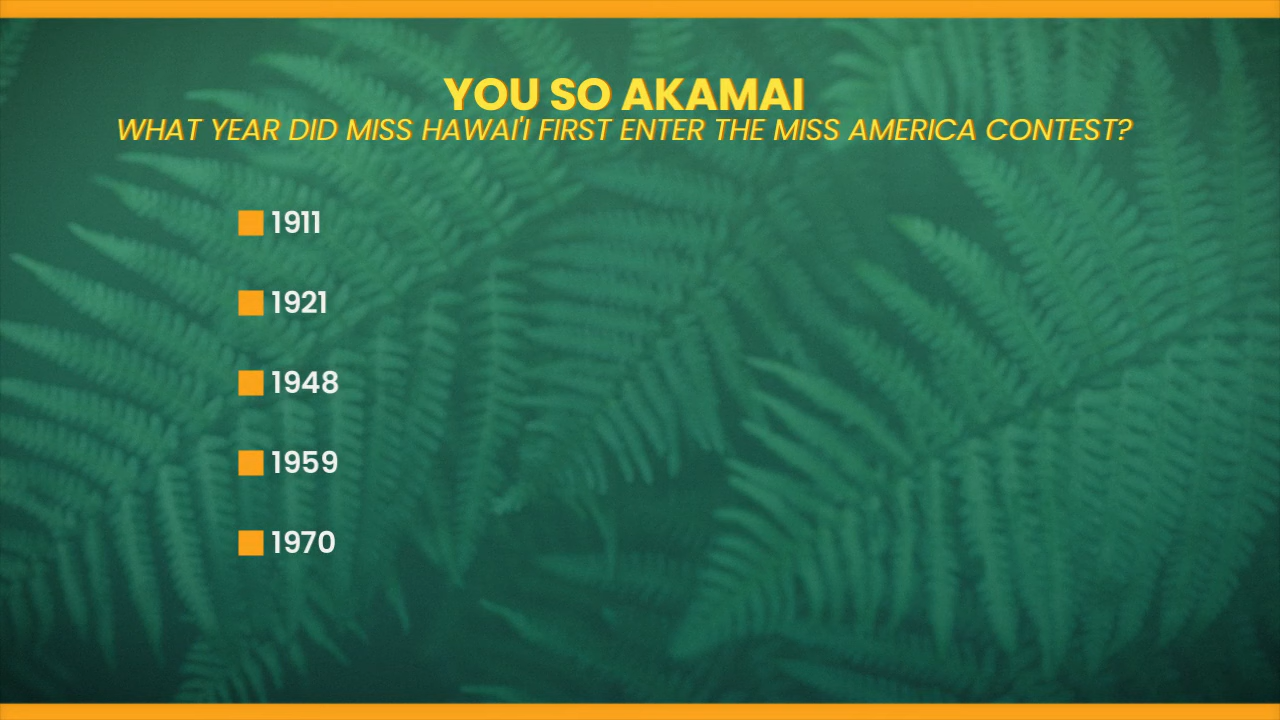 YOU SO AKAMAI
WHAT YEAR DID MISS HAWAI'I FIRST ENTER THE MISS AMERICA CONTEST?
1911
1921
1948
1959
1970